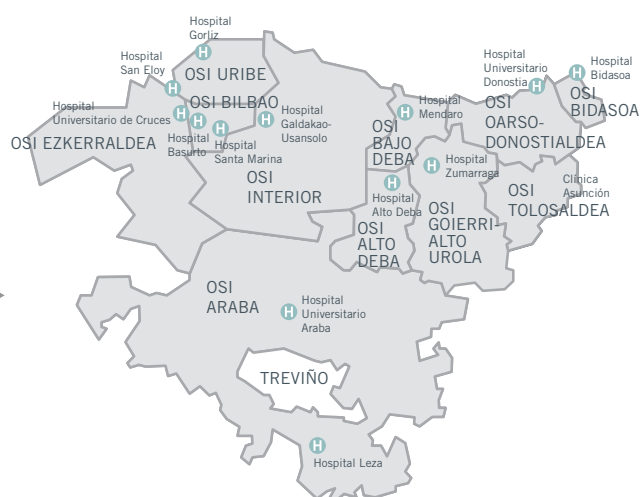 Hospital
Gorliz
Hospital
San Eloy
H
H
OSI URIBE
Hospital
Universitario
Donostia
H
Hospital
Bidasoa
H
Hospital
Universitario de Cruces
H
OSI BILBAO
H
Hospital
Basurto
H
Hospital
Santa Marina
H
Hospital
Galdakao-
Usansolo
H
Hospital
Mendaro
OSI
BAJO
DEBA
OSI
OARSO-
DONOSTIALDEA
OSI
BIDASOA
OSI EZKERRALDEA
OSI
INTERIOR
H
Hospital
Zumarraga
H
Hospital
Alto Deba
Clínica
Asunción
OSI
TOLOSALDEA
OSI
GOIERRI-
ALTO
UROLA
OSI
ALTO
DEBA
OSI
ARABA
H
Hospital
Universitario
Araba
TREVIÑO
H
Hospital Leza